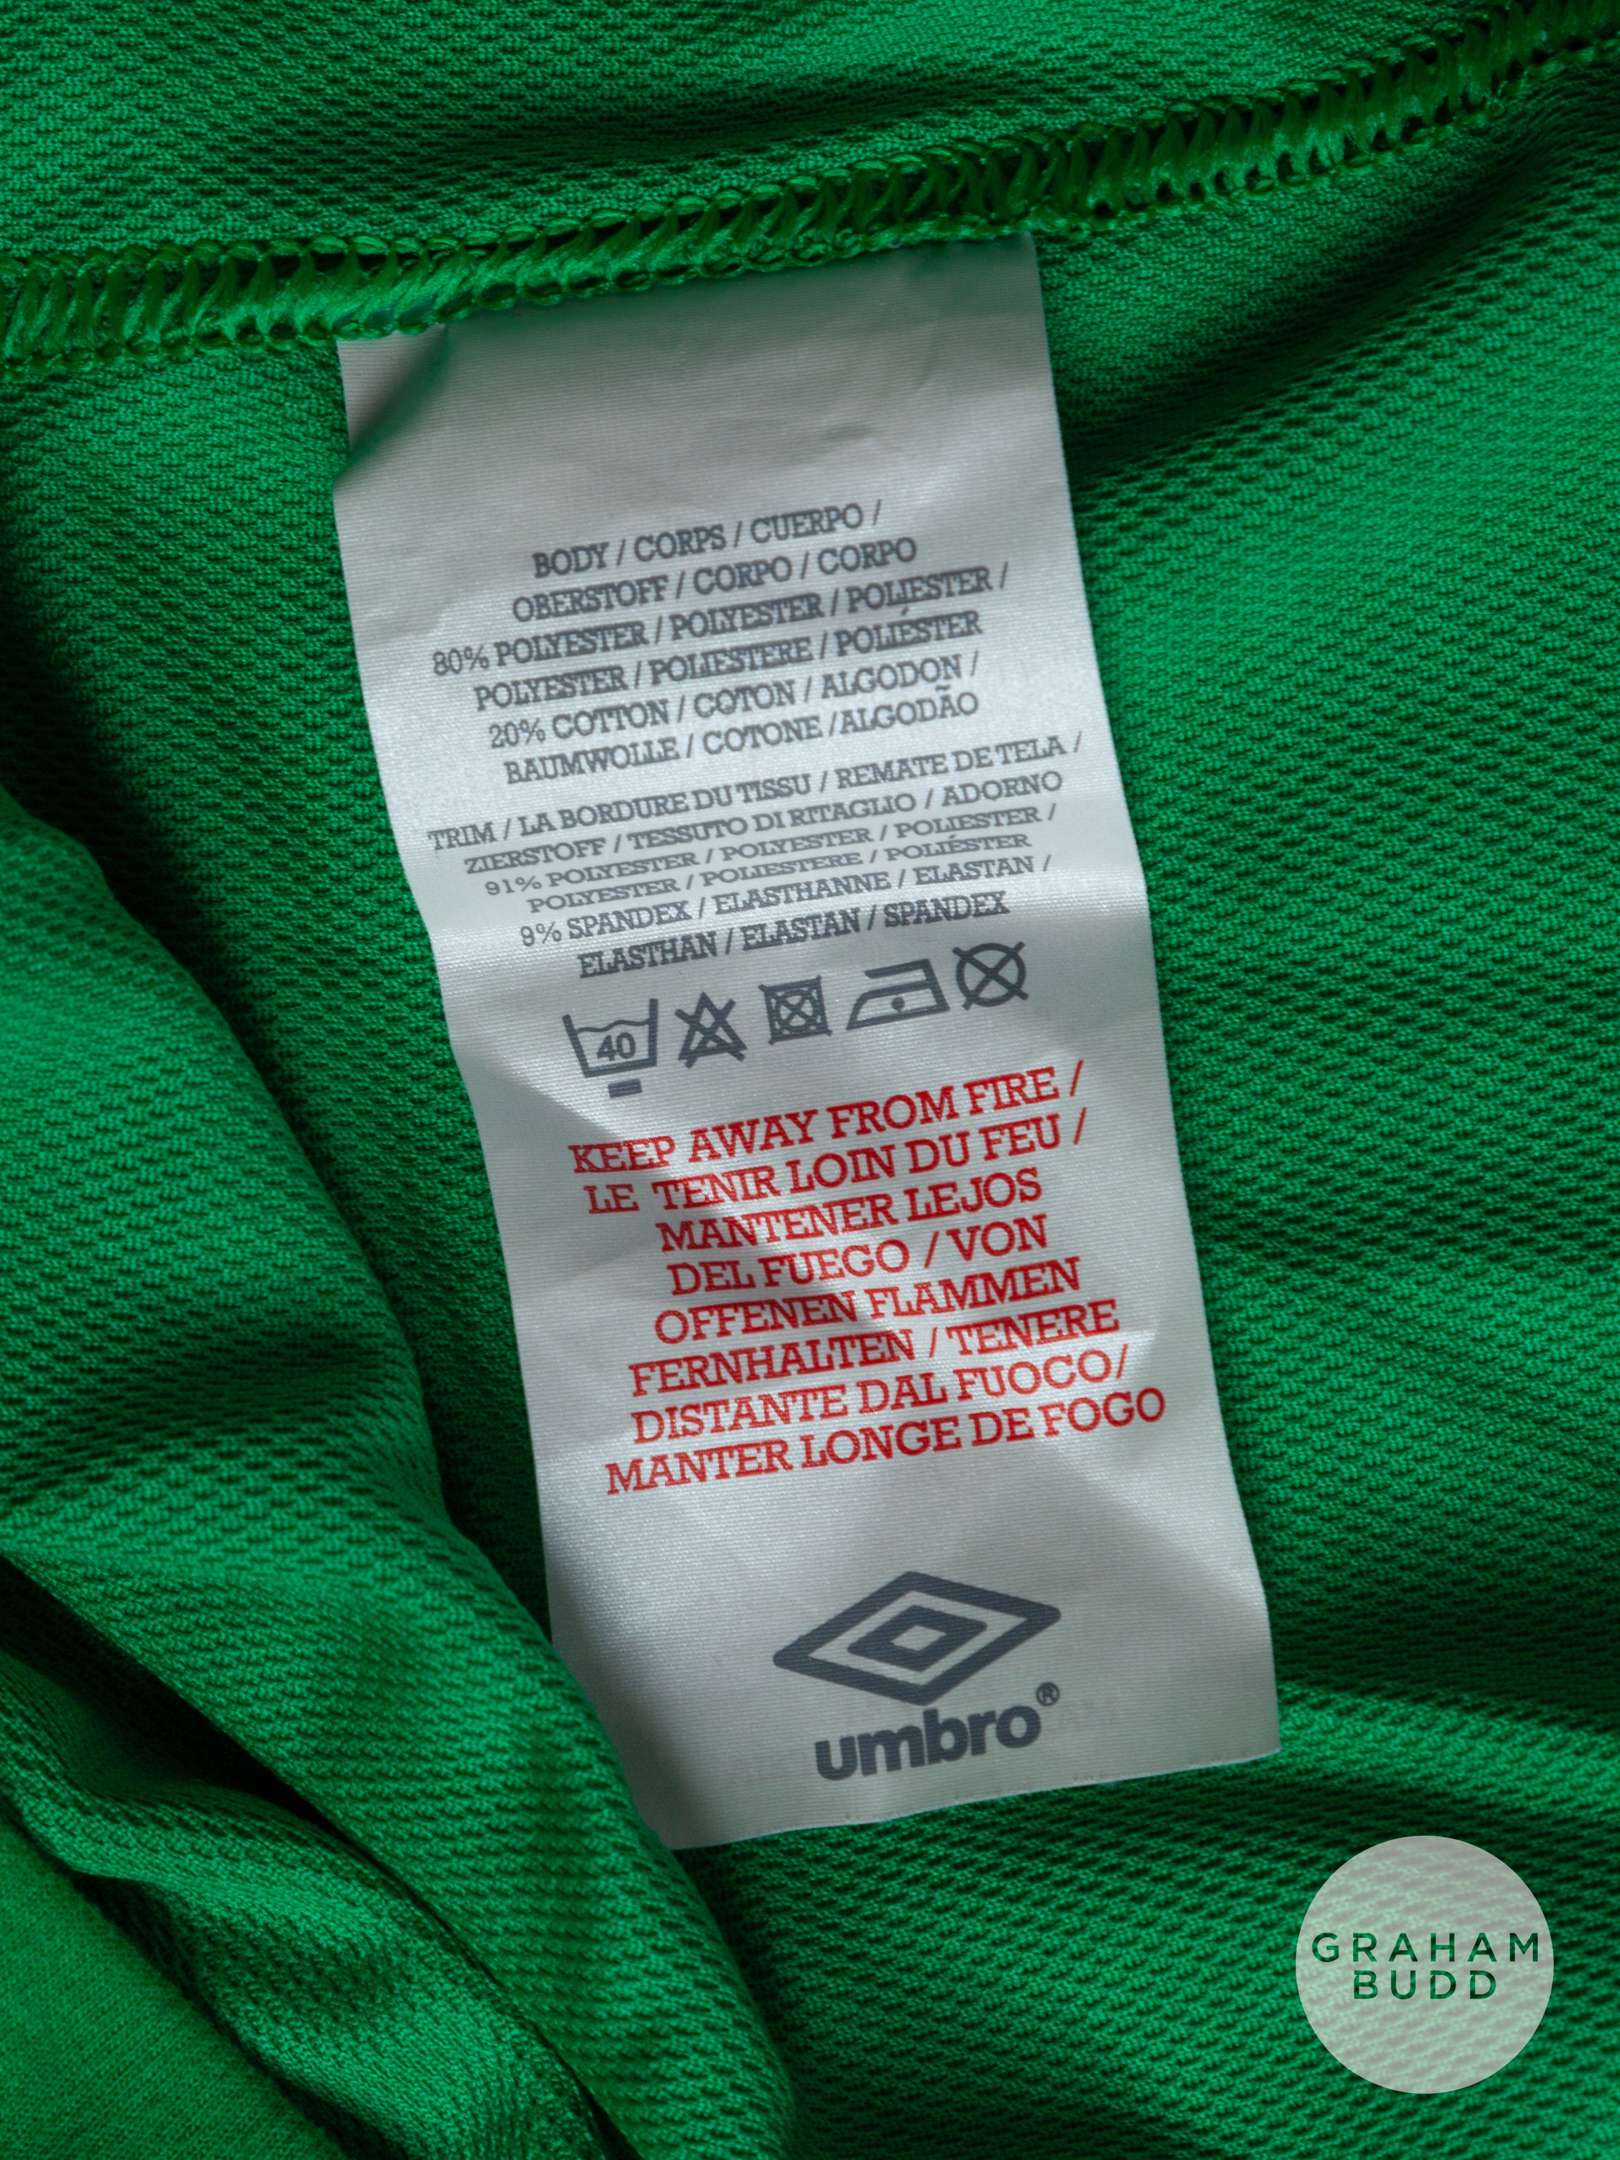 BODY / CORPS / CUERPO /
OBERSTOFF / CORPO / CORPO
80% POLYESTER / POLYESTER / POLIESTER /
POLYESTER / POLIESTERE / POLIÉSTER
20% COTTON / COTON / ALGODON /
BAUMWOLLE / COTONE /ALGODÃO
TRIM / LA BORDURE DU TISSU / REMATE DE TELA /
ZIERSTOFF / TESSUTO DI RITAGLIO / ADORNO
91% POLYESTER / POLYESTER / POLIESTER /
POLYESTER / POLIESTERE / POLIÉSTER
9% SPANDEX / ELASTHANNE / ELASTAN /
ELASTHAN / ELASTAN / SPANDEX
40
KEEP AWAY FROM FIRE /
LE TENIR LOIN DU FEU /
MANTENER LEJOS
DEL FUEGO / VON
OFFENEN FLAMMEN
FERNHALTEN / TENERE
DISTANTE DAL FUOCO/
MANTER LONGE DE FOGO
umbro®
GRAHAM
BUDD